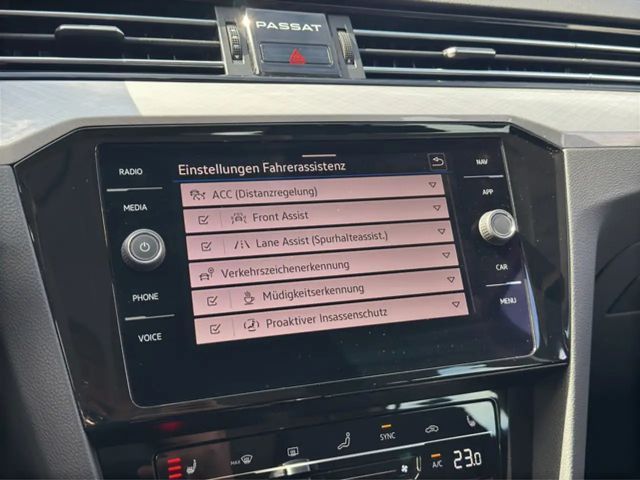 PASSAT
RADIO
MEDIA
PHONE
VOICE
Einstellungen Fahrerassistenz
ACC (Distanzregelung)
Front Assist
Lane Assist (Spurhalteassist.)
Verkehrszeichenerkennung
Müdigkeitserkennung
Proaktiver Insassenschutz
NAV
APP
CAR
MENU
MAX
SYNC
A/C
23.0